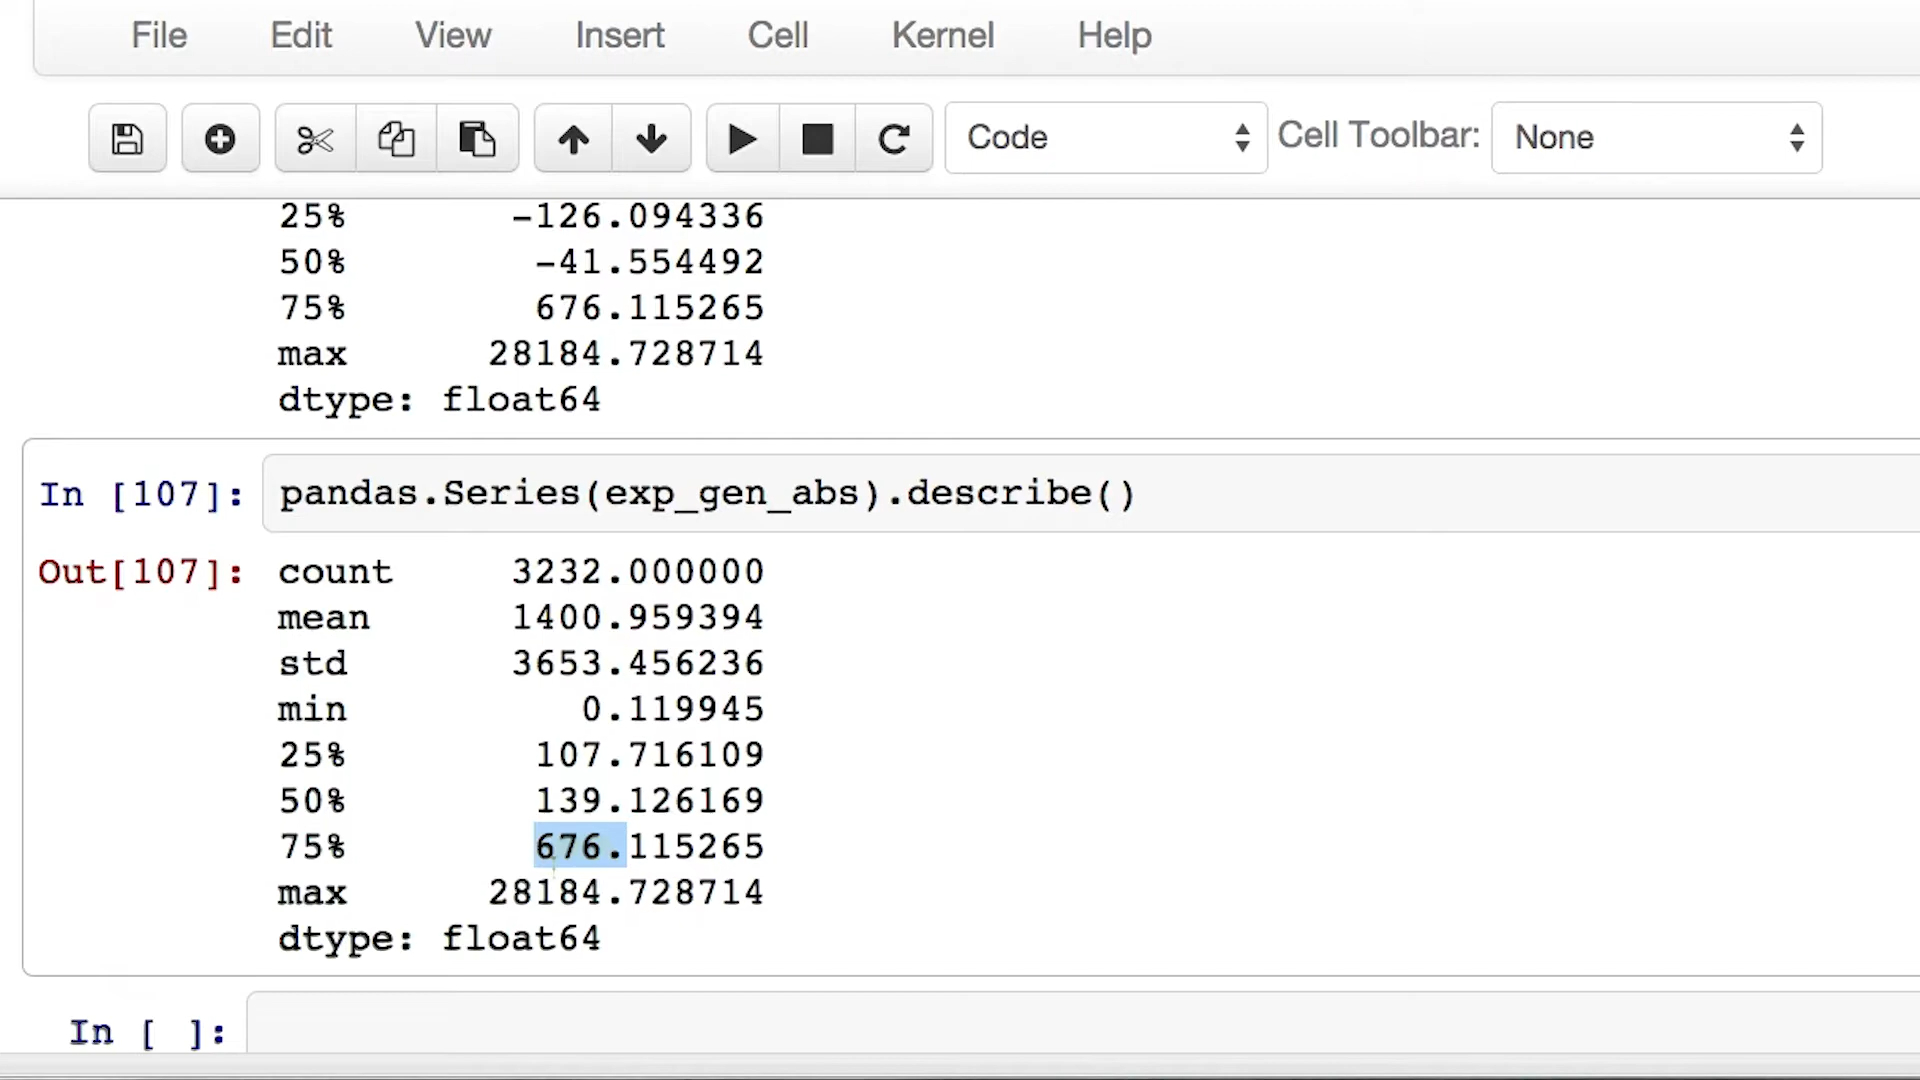 File Edit View Insert Cell Kernel Help
Code Cell Toolbar: None
25% -126.094336
50% -41.554492
75% 676.115265
max 28184.728714
dtype: float64
In [107]: pandas.Series(exp_gen_abs).describe()
Out[107]: count 3232.000000
mean 1400.959394
std 3653.456236
min 0.119945
25% 107.716109
50% 139.126169
75% 676.115265
max 28184.728714
dtype: float64
In [ ]: